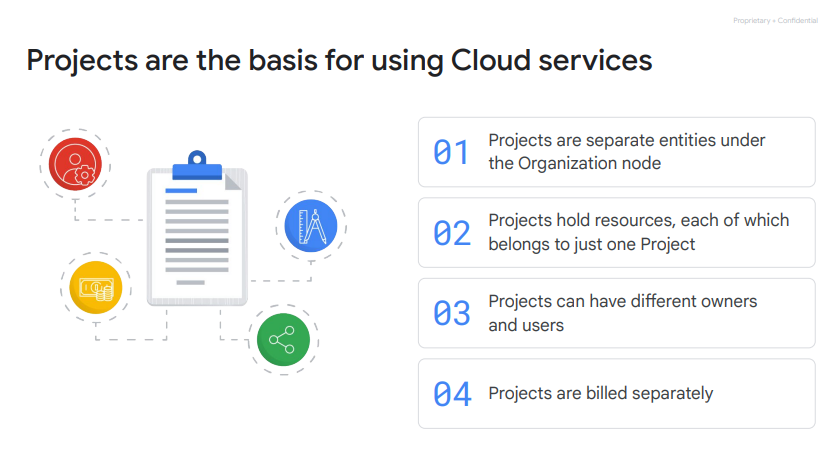 Proprietary + Confidential
Projects are the basis for using Cloud services
01
Projects are separate entities under
the Organization node
02
Projects hold resources, each of which
belongs to just one Project
03
Projects can have different owners
and users
04
Projects are billed separately